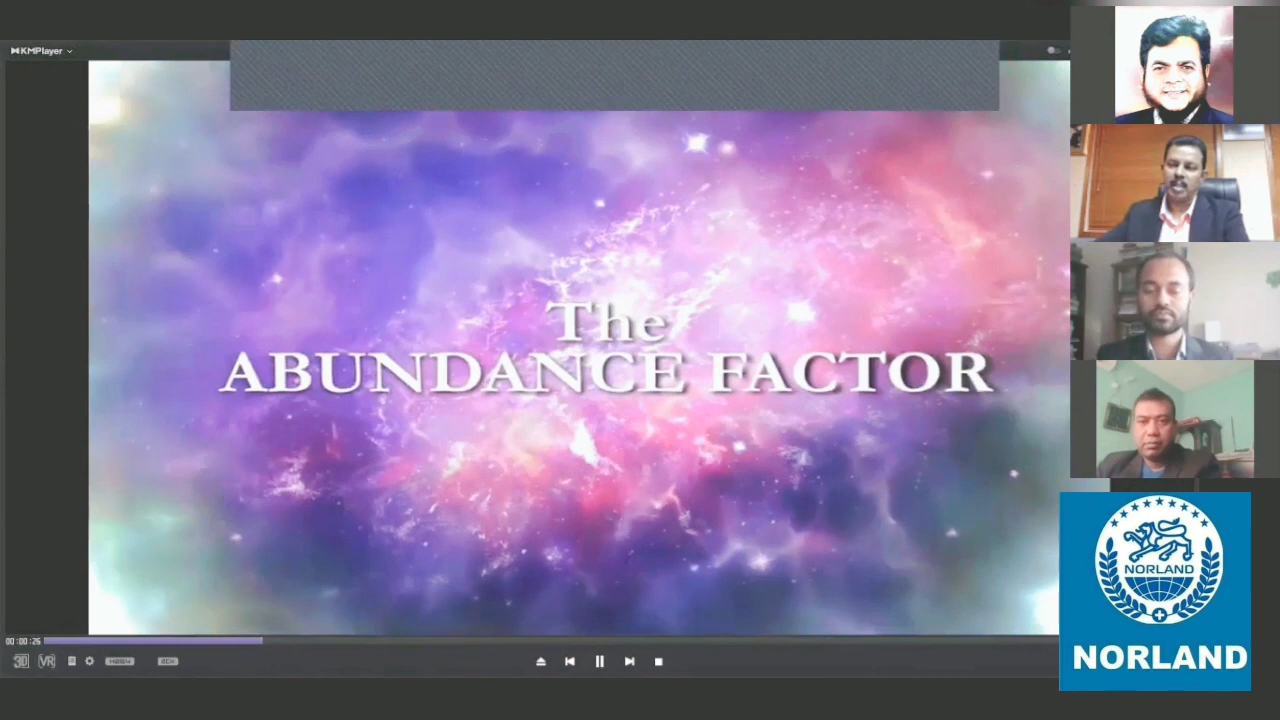 KMPlayer
The
ABUNDANCE FACTOR
00:00:26
3D VR
NORLAND
NORLAND